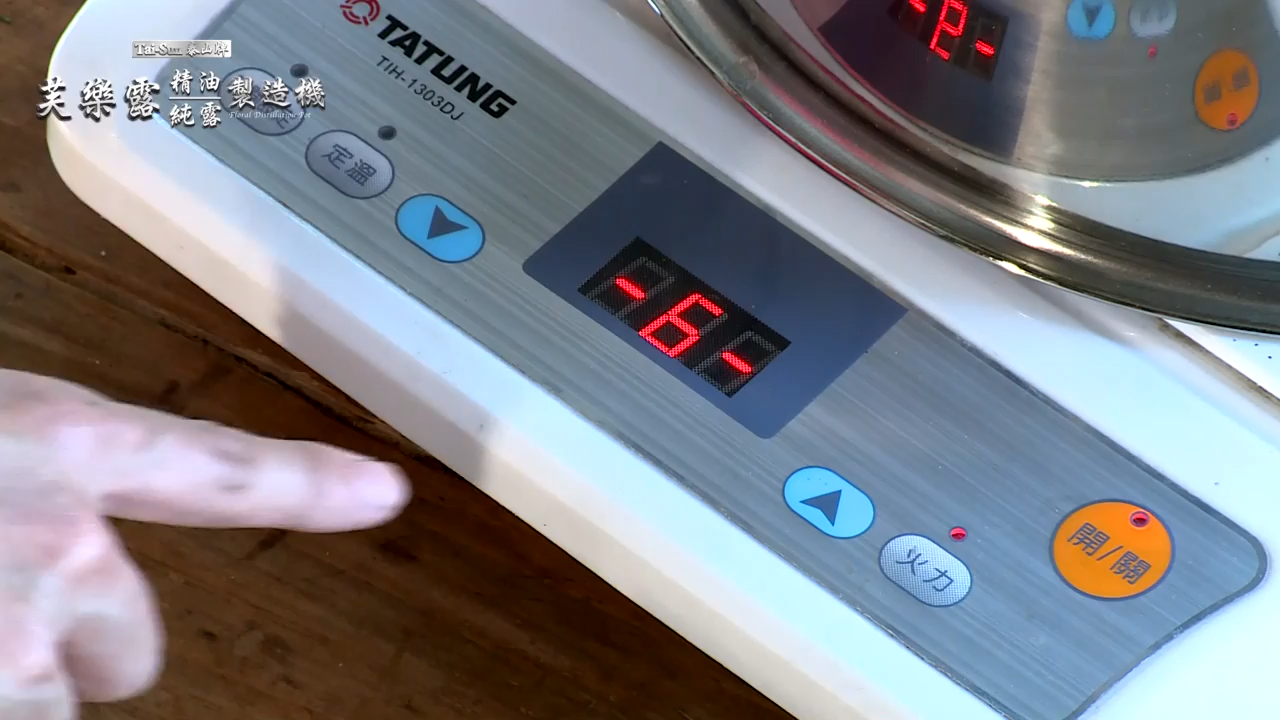 Tai-Sun 泰山牌
芙樂露 精油純露 製造機
Floral Distillation Pot
TATUNG
TIH-1303DJ
定溫
-6-
火力
開/關